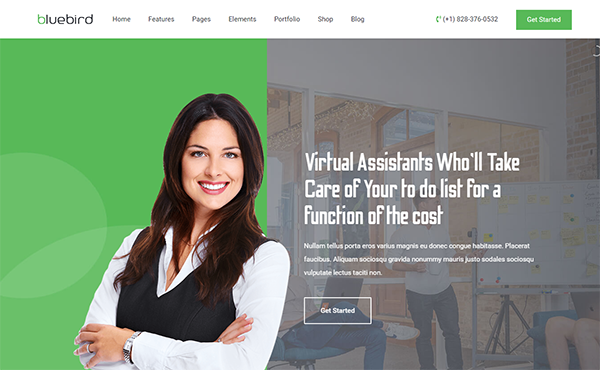 bluebird
Home Features Pages Elements Portfolio Shop Blog
(+1) 828-376-0532
Get Started
Virtual Assistants Who'll Take
Care of Your to do list for a
function of the cost
Nullam tellus porta eros varius magnis eu donec congue habitasse. Placerat
faucibus. Aliquam sociosqu gravida nonummy mauris justo sodales sociosqu
vulputate lectus taciti non.
Get Started